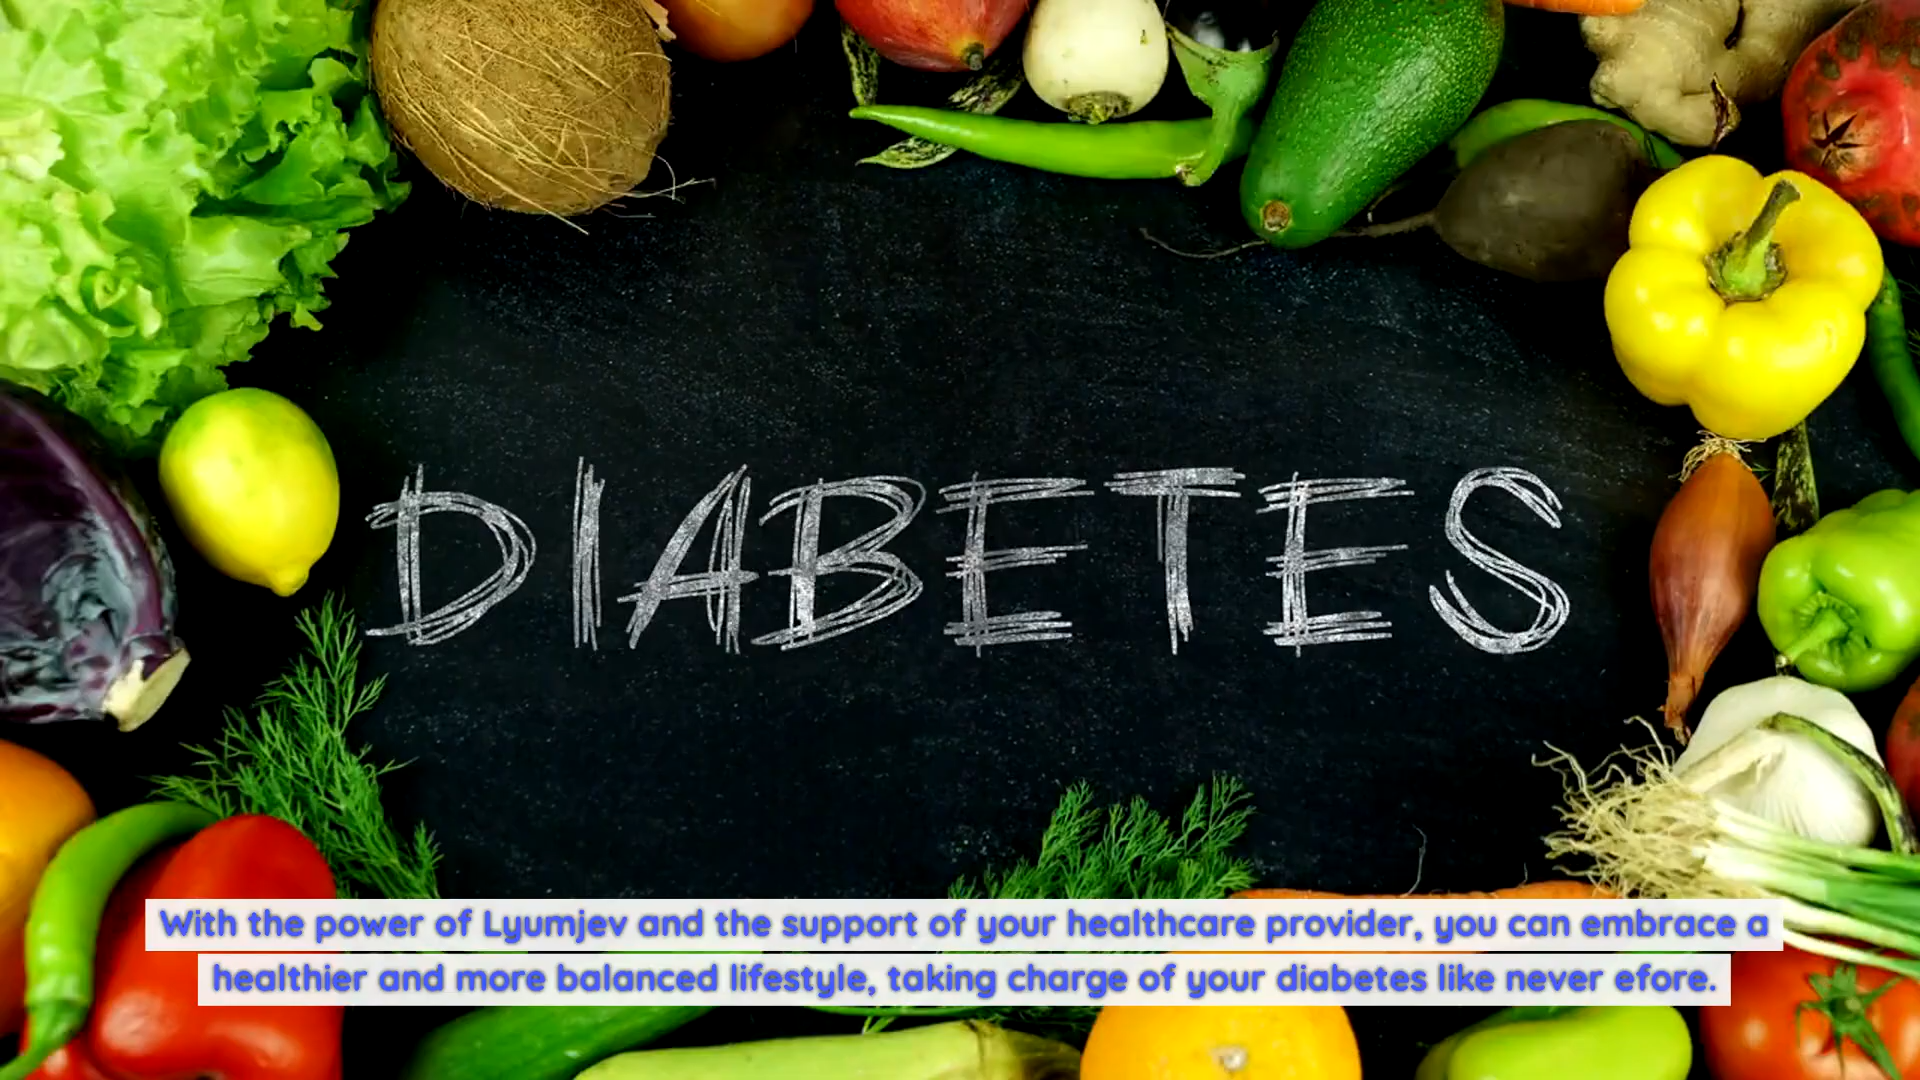 DIABETES
With the power of Lyumjev and the support of your healthcare provider, you can embrace a
healthier and more balanced lifestyle, taking charge of your diabetes like never efore.